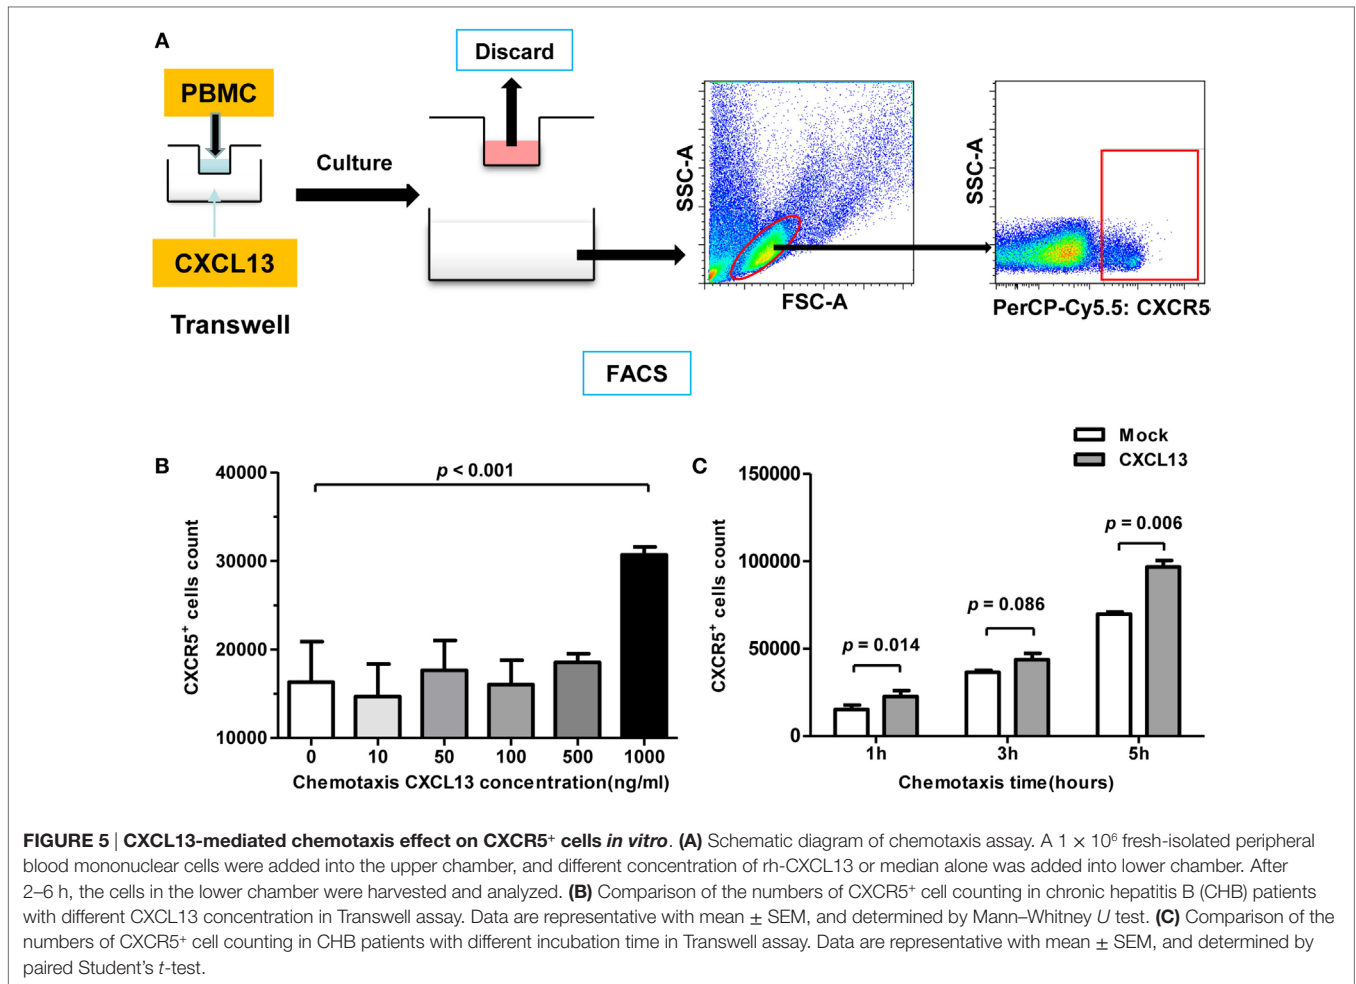 A
PBMC
CXCL13
Transwell
Culture
Discard
SSC-A
FSC-A
SSC-A
PerCP-Cy5.5: CXCR5
FACS
B
CXCR5+ cells count
40000
30000
20000
10000
p < 0.001
0 10 50 100 500 1000
Chemotaxis CXCL13 concentration(ng/ml)
C
Mock
CXCL13
CXCR5+ cells count
150000
100000
50000
0
p = 0.014
p = 0.086
p = 0.006
1h 3h 5h
Chemotaxis time(hours)
FIGURE 5 | CXCL13-mediated chemotaxis effect on CXCR5+ cells in vitro. (A) Schematic diagram of chemotaxis assay. A 1 × 10⁶ fresh-isolated peripheral
blood mononuclear cells were added into the upper chamber, and different concentration of rh-CXCL13 or median alone was added into lower chamber. After
2–6 h, the cells in the lower chamber were harvested and analyzed. (B) Comparison of the numbers of CXCR5+ cell counting in chronic hepatitis B (CHB) patients
with different CXCL13 concentration in Transwell assay. Data are representative with mean ± SEM, and determined by Mann–Whitney U test. (C) Comparison of the
numbers of CXCR5+ cell counting in CHB patients with different incubation time in Transwell assay. Data are representative with mean ± SEM, and determined by
paired Student's t-test.